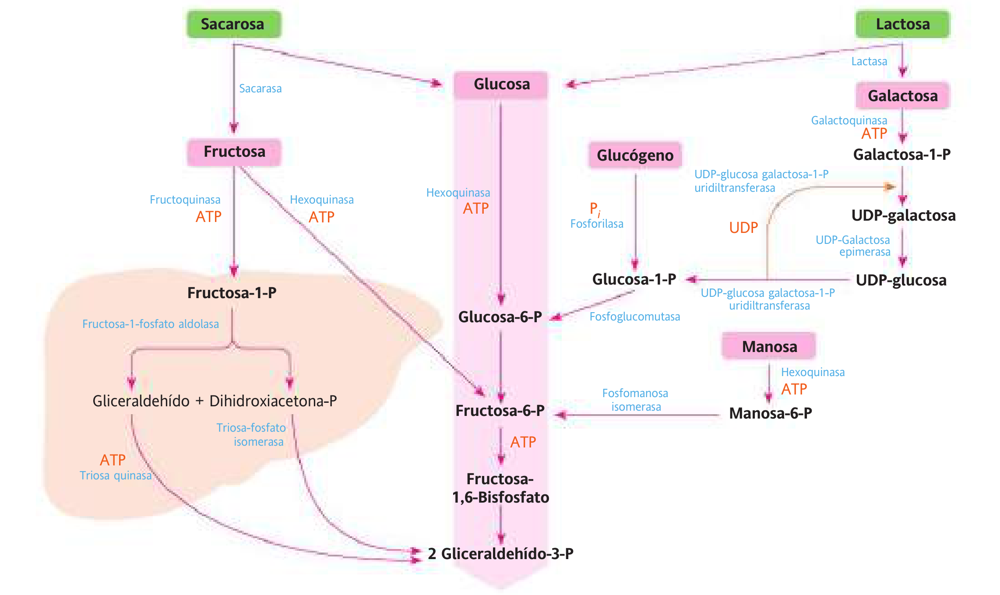 Sacarosa
Lactosa
Lactasa
Sacarasa
Glucosa
Galactosa
Galactoquinasa
ATP
Fructosa
Glucógeno
Galactosa-1-P
UDP-glucosa galactosa-1-P
uridiltransferasa
Fructoquinasa
ATP
Hexoquinasa
ATP
Hexoquinasa
ATP
Pi
Fosforilasa
UDP
UDP-galactosa
UDP-Galactosa
epimerasa
Fructosa-1-P
Glucosa-1-P
UDP-glucosa
UDP-glucosa galactosa-1-P
uridiltransferasa
Fructosa-1-fosfato aldolasa
Glucosa-6-P
Fosfoglucomutasa
Manosa
Hexoquinasa
ATP
Gliceraldehído + Dihidroxiacetona-P
Fosfomanosa
isomerasa
Fructosa-6-P
Manosa-6-P
Triosa-fosfato
isomerasa
ATP
ATP
Triosa quinasa
Fructosa-
1,6-Bisfosfato
2 Gliceraldehído-3-P